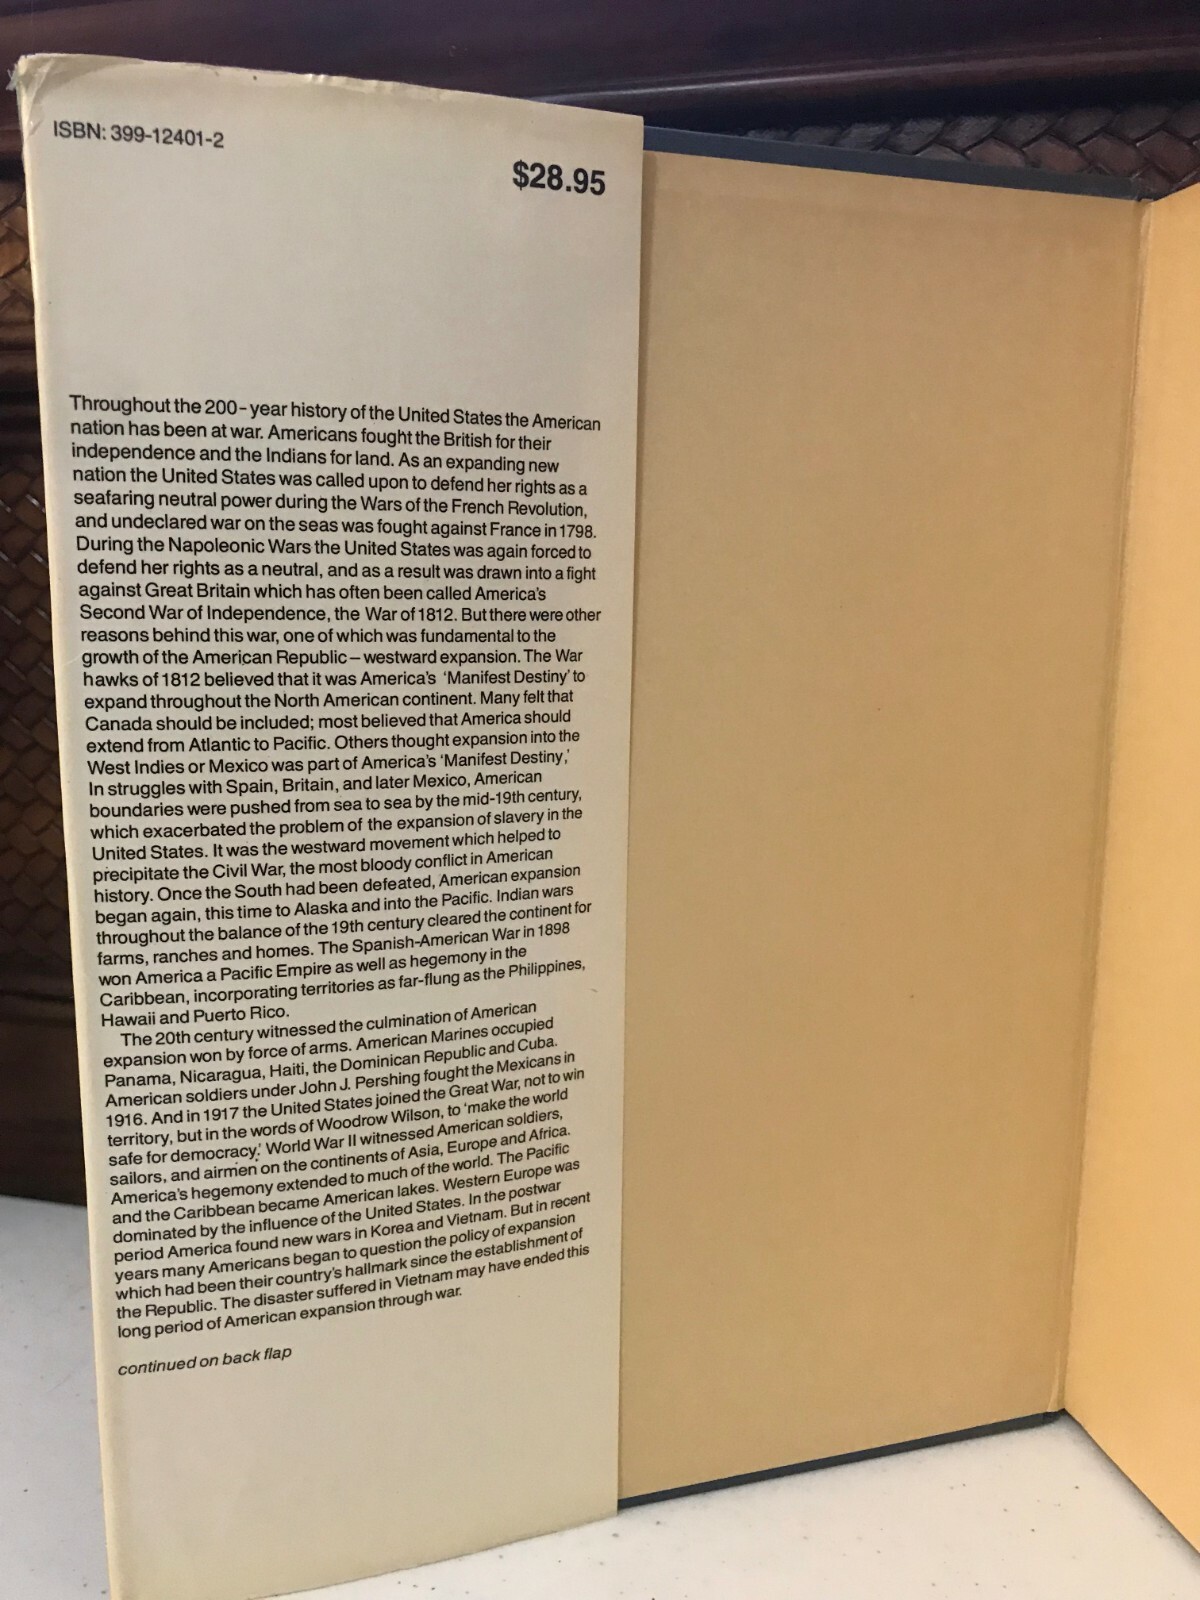 ISBN: 399-12401-2
$28.95
Throughout the 200-year history of the United States the American
nation has been at war. Americans fought the British for their
independence and the Indians for land. As an expanding new
nation the United States was called upon to defend her rights as a
seafaring neutral power during the Wars of the French Revolution,
and undeclared war on the seas was fought against France in 1798.
During the Napoleonic Wars the United States was again forced to
defend her rights as a neutral, and as a result was drawn into a fight
against Great Britain which has often been called America's
Second War of Independence, the War of 1812. But there were other
reasons behind this war, one of which was fundamental to the
growth of the American Republic – westward expansion. The War
hawks of 1812 believed that it was America's 'Manifest Destiny' to
expand throughout the North American continent. Many felt that
Canada should be included; most believed that America should
extend from Atlantic to Pacific. Others thought expansion into the
West Indies or Mexico was part of America's 'Manifest Destiny,'
In struggles with Spain, Britain, and later Mexico, American
boundaries were pushed from sea to sea by the mid-19th century,
which exacerbated the problem of the expansion of slavery in the
United States. It was the westward movement which helped to
precipitate the Civil War, the most bloody conflict in American
history. Once the South had been defeated, American expansion
began again, this time to Alaska and into the Pacific. Indian wars
throughout the balance of the 19th century cleared the continent for
farms, ranches and homes. The Spanish-American War in 1898
won America a Pacific Empire as well as hegemony in the
Caribbean, incorporating territories as far-flung as the Philippines,
Hawaii and Puerto Rico.
The 20th century witnessed the culmination of American
expansion won by force of arms. American Marines occupied
Panama, Nicaragua, Haiti, the Dominican Republic and Cuba.
American soldiers under John J. Pershing fought the Mexicans in
1916. And in 1917 the United States joined the Great War, not to win
territory, but in the words of Woodrow Wilson, to 'make the world
safe for democracy.' World War II witnessed American soldiers,
sailors, and airmen on the continents of Asia, Europe and Africa.
America's hegemony extended to much of the world. The Pacific
and the Caribbean became American lakes. Western Europe was
dominated by the influence of the United States. In the postwar
period America found new wars in Korea and Vietnam. But in recent
years many Americans began to question the policy of expansion
which had been their country's hallmark since the establishment of
the Republic. The disaster suffered in Vietnam may have ended this
long period of American expansion through war.
continued on back flap